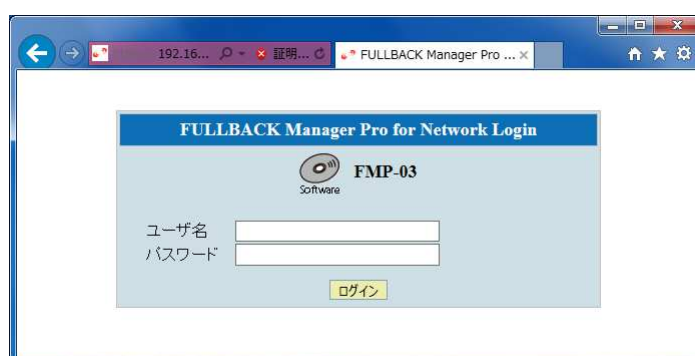 192.16... 証明... FULLBACK Manager Pro ...
FULLBACK Manager Pro for Network Login
Software FMP-03
ユーザ名
パスワード
ログイン